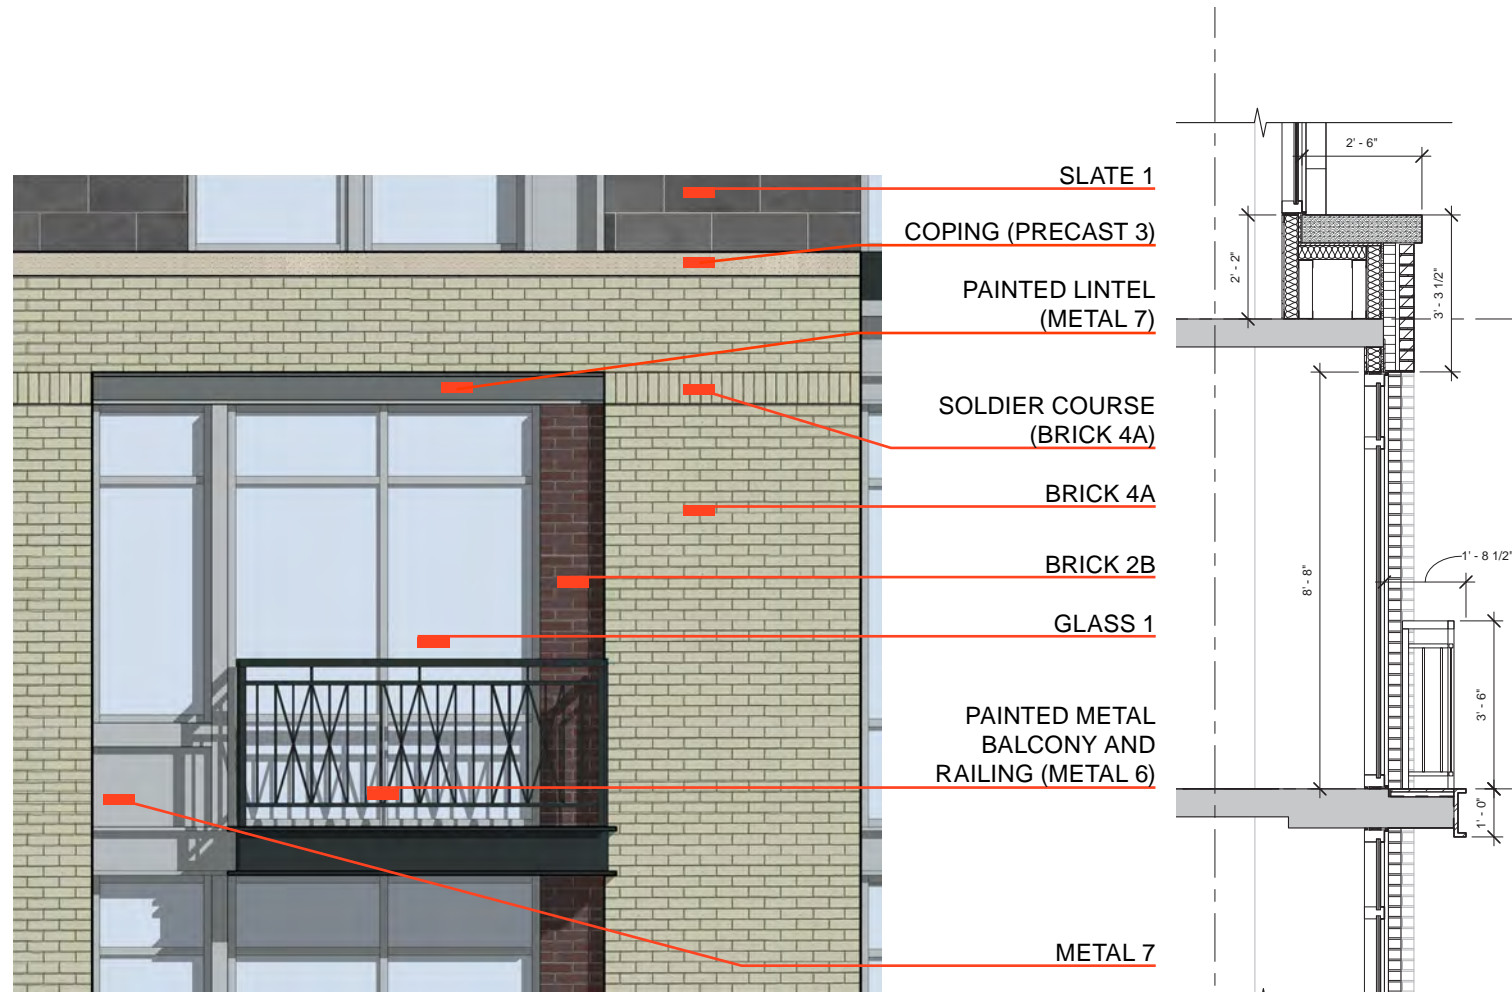 SLATE 1
COPING (PRECAST 3)
PAINTED LINTEL
(METAL 7)
SOLDIER COURSE
(BRICK 4A)
BRICK 4A
BRICK 2B
GLASS 1
PAINTED METAL
BALCONY AND
RAILING (METAL 6)
METAL 7
2' - 6"
2' - 2"
3' - 3 1/2"
8' - 8"
1' - 8 1/2"
3' - 6"
1' - 0"